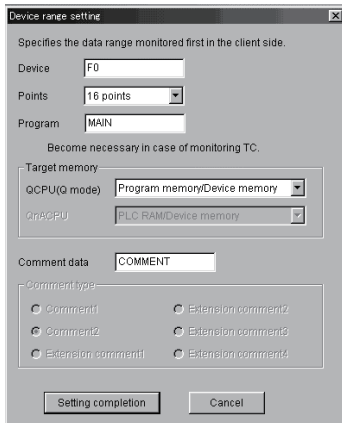 Device range setting
Specifies the data range monitored first in the client side.
Device F0
Points 16 points
Program MAIN
Become necessary in case of monitoring TC.
Target memory
QCPU(Q mode) Program memory/Device memory
QnACPU PLC RAM/Device memory
Comment data COMMENT
Comment type
Comment1 Extension comment2
Comment2 Extension comment3
Extension comment1 Extension comment4
Setting completion Cancel